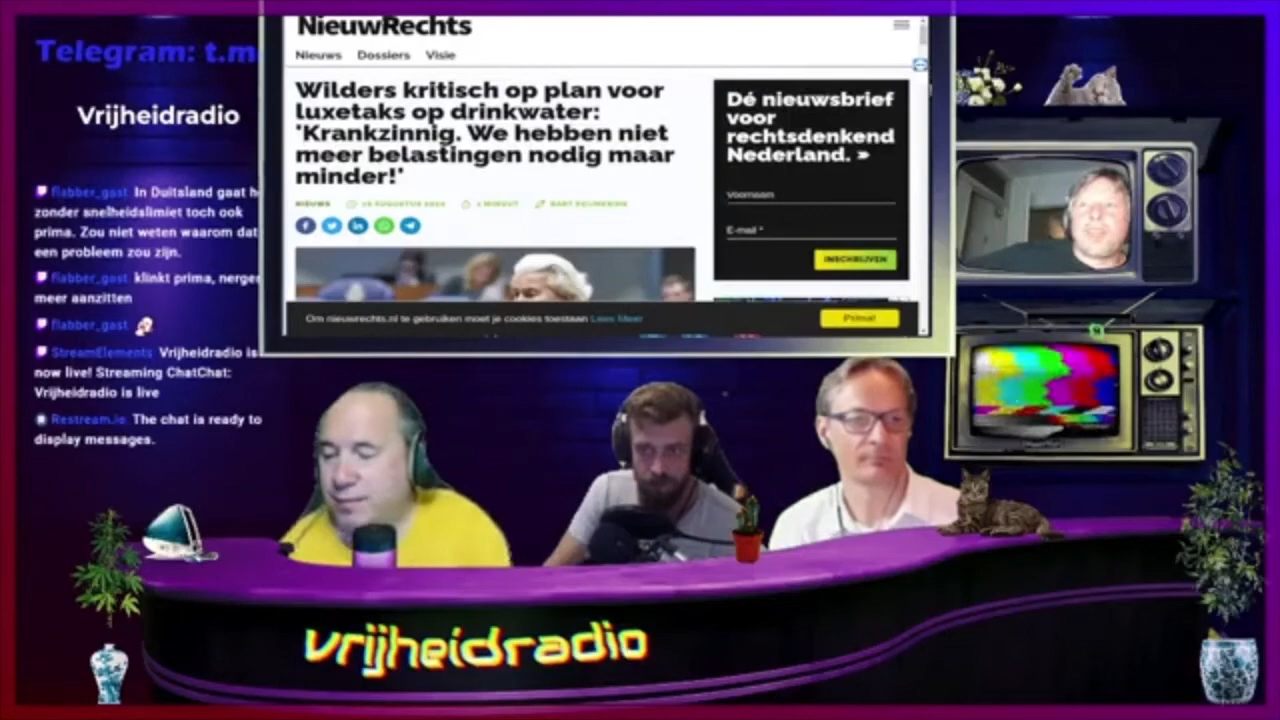 Telegram: t.m
Vrijheidradio
flabber_gast In Duitsland gaat h
zonder snelheidslimiet toch ook
prima. Zou niet weten waarom dat
een probleem zou zijn.
flabber_gast klinkt prima, nerge
meer aanzitten
flabber_gast
StreamElements Vrijheidradio is
now live! Streaming ChatChat:
Vrijheidradio is live
Restream.io The chat is ready to
display messages.
NieuwRechts
Nieuws Dossiers Visie
Wilders kritisch op plan voor
luxetaks op drinkwater:
'Krankzinnig. We hebben niet
meer belastingen nodig maar
minder!'
NIEUWS
1 MINUUT
Dé nieuwsbrief
voor
rechtsdenkend
Nederland. »
Voornaam
E-mail *
INSCHRIJVEN
Om nieuwrechts.nl te gebruiken moet je cookies toestaan Lees Meer
Prima!
vrijheidradio